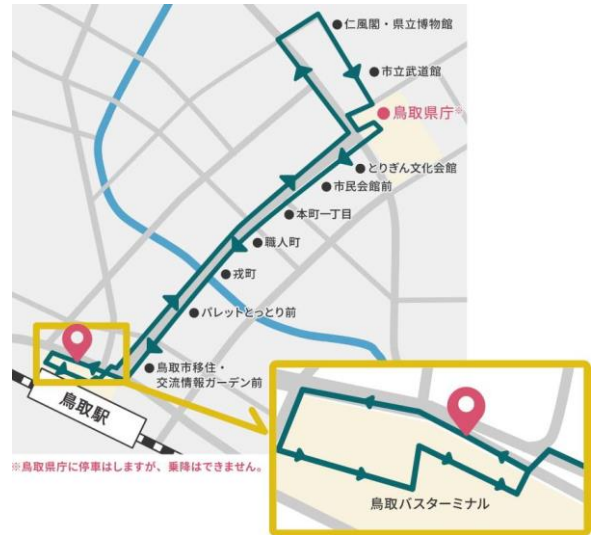 ●仁風閣・県立博物館
●市立武道館
●鳥取県庁※
●とりぎん文化会館
●市民会館前
●本町一丁目
●職人町
●戎町
●パレットとっとり前
●鳥取市移住・
交流情報ガーデン前
鳥取駅
※鳥取県庁に停車はしますが、乗降はできません。
鳥取バスターミナル